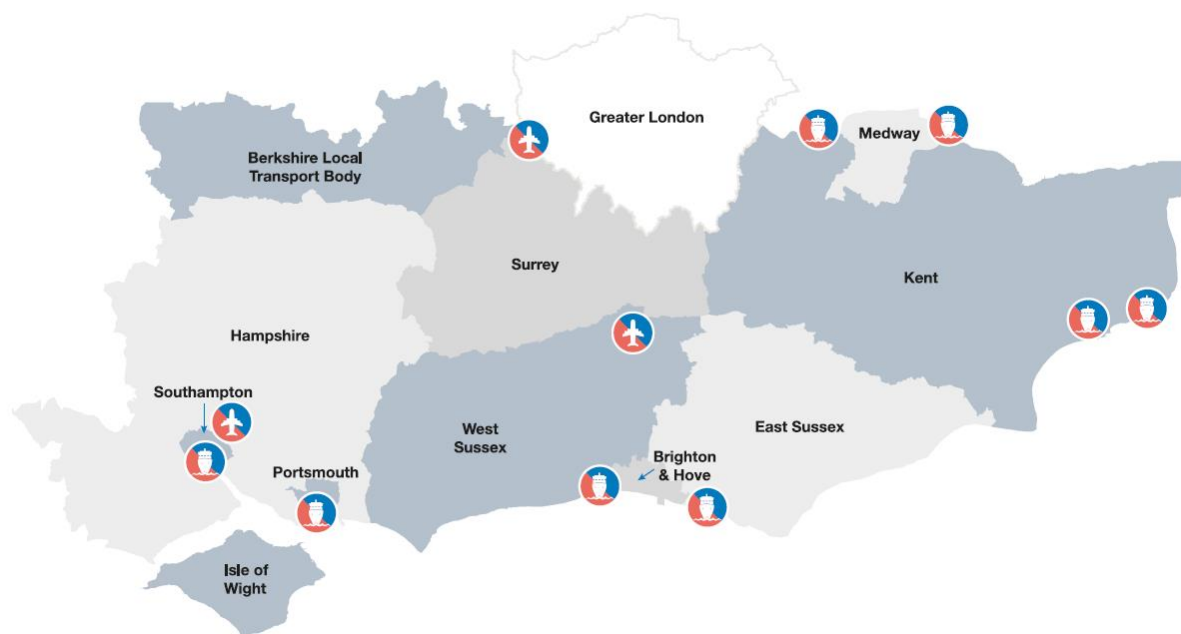 Greater London
Medway
Berkshire Local
Transport Body
Surrey
Kent
Hampshire
Southampton
West
Sussex
East Sussex
Brighton
& Hove
Portsmouth
Isle of
Wight